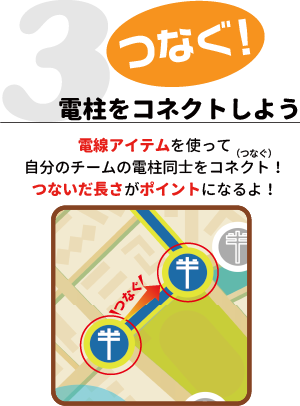 3
つなぐ！
電柱をコネクトしよう
電線アイテムを使って
（つなぐ）
自分のチームの電柱同士をコネクト！
つないだ長さがポイントになるよ！
つなぐ！